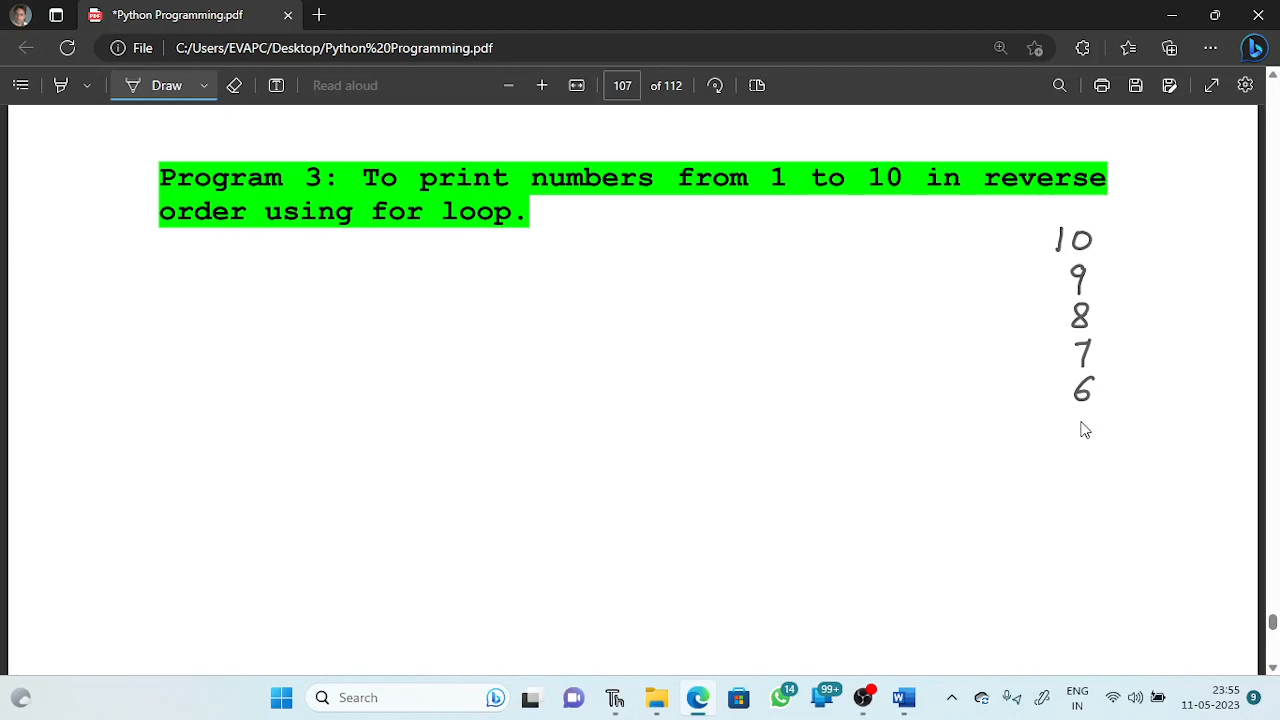 *Python Programming.pdf
File
C:/Users/EVAPC/Desktop/Python%20Programming.pdf
Draw
Read aloud
107
of 112
Program 3: To print numbers from 1 to 10 in reverse
order using for loop.
10
9
8
7
6
Search
14
99+
ENG
IN
23:55
11-05-2023
9